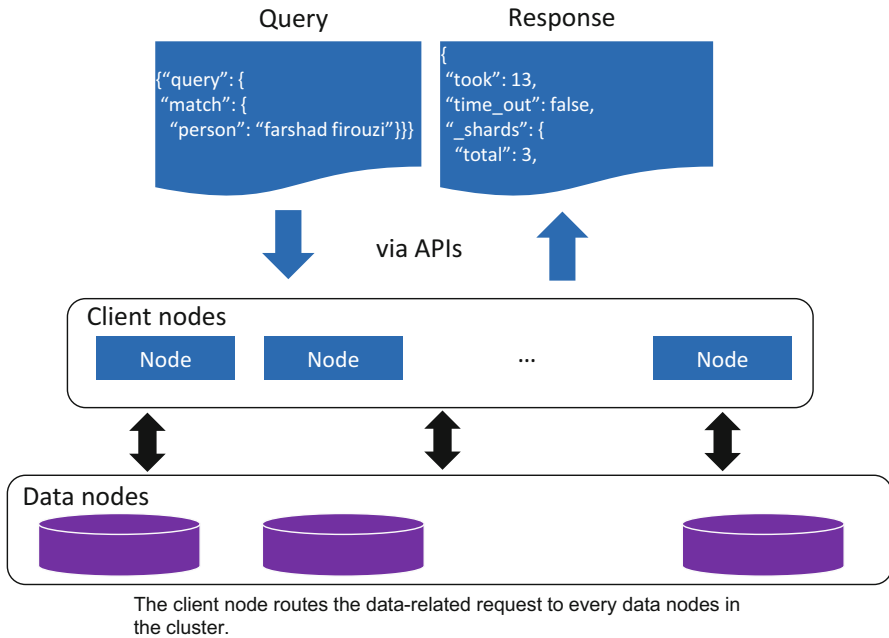 Query
Response
{“query”: {
“match”: {
“person”: “farshad firouzi”}}}
{
“took”: 13,
“time_out”: false,
“_shards”: {
“total”: 3,
via APIs
Client nodes
Node
Node
...
Node
Data nodes
The client node routes the data-related request to every data nodes in
the cluster.